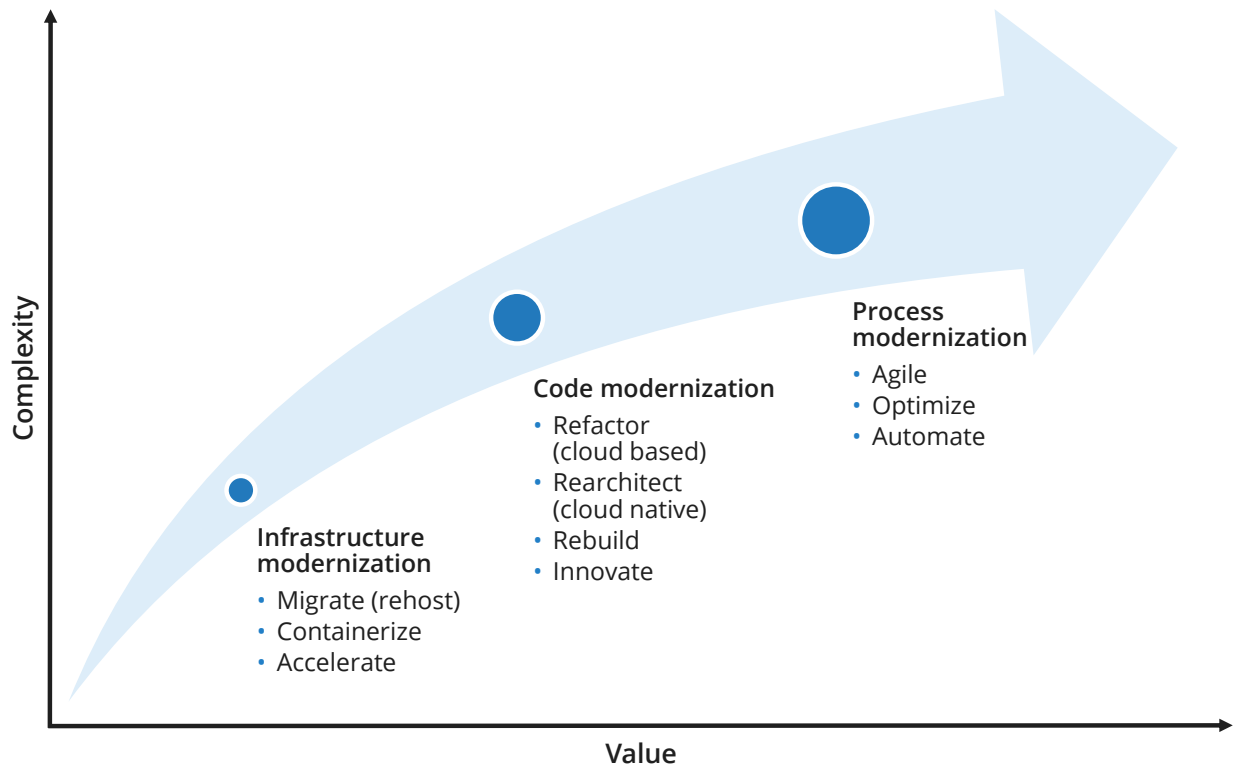 Complexity
Infrastructure
modernization
• Migrate (rehost)
• Containerize
• Accelerate
Code modernization
• Refactor
(cloud based)
• Rearchitect
(cloud native)
• Rebuild
• Innovate
Process
modernization
• Agile
• Optimize
• Automate
Value